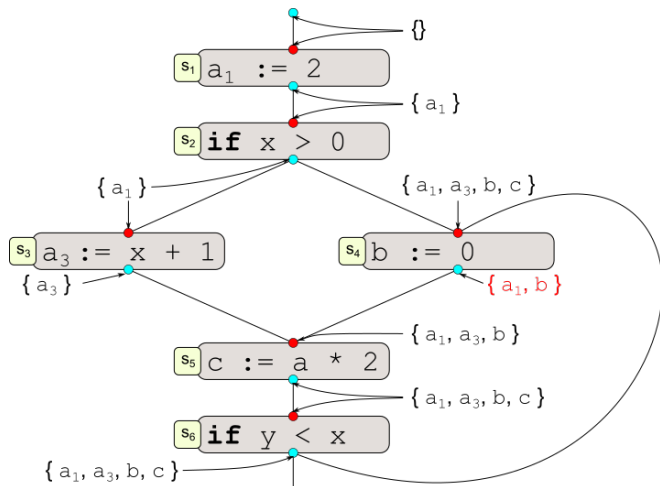 {}
S1 a1 := 2
{ a1 }
S2 if x > 0
{ a1 } { a1, a3, b, c }
S3 a3 := x + 1 S4 b := 0
{ a3 } { a1, b }
{ a1, a3, b }
S5 c := a * 2
{ a1, a3, b, c }
S6 if y < x
{ a1, a3, b, c }